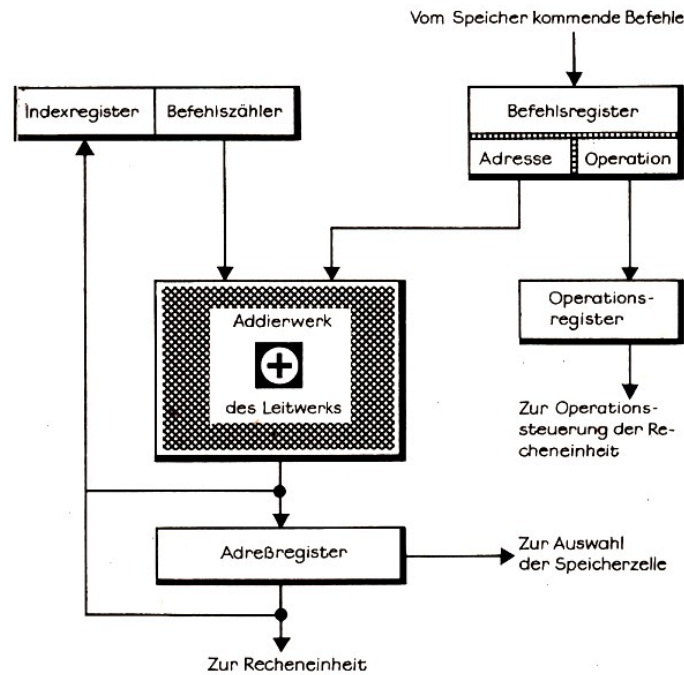 Vom Speicher kommende Befehle
Indexregister
Befehlszähler
Befehlsregister
Adresse
Operation
Addierwerk
des Leitwerks
Operations-
register
Zur Operations-
steuerung der Re-
cheneinheit
Adreßregister
Zur Auswahl
der Speicherzelle
Zur Recheneinheit